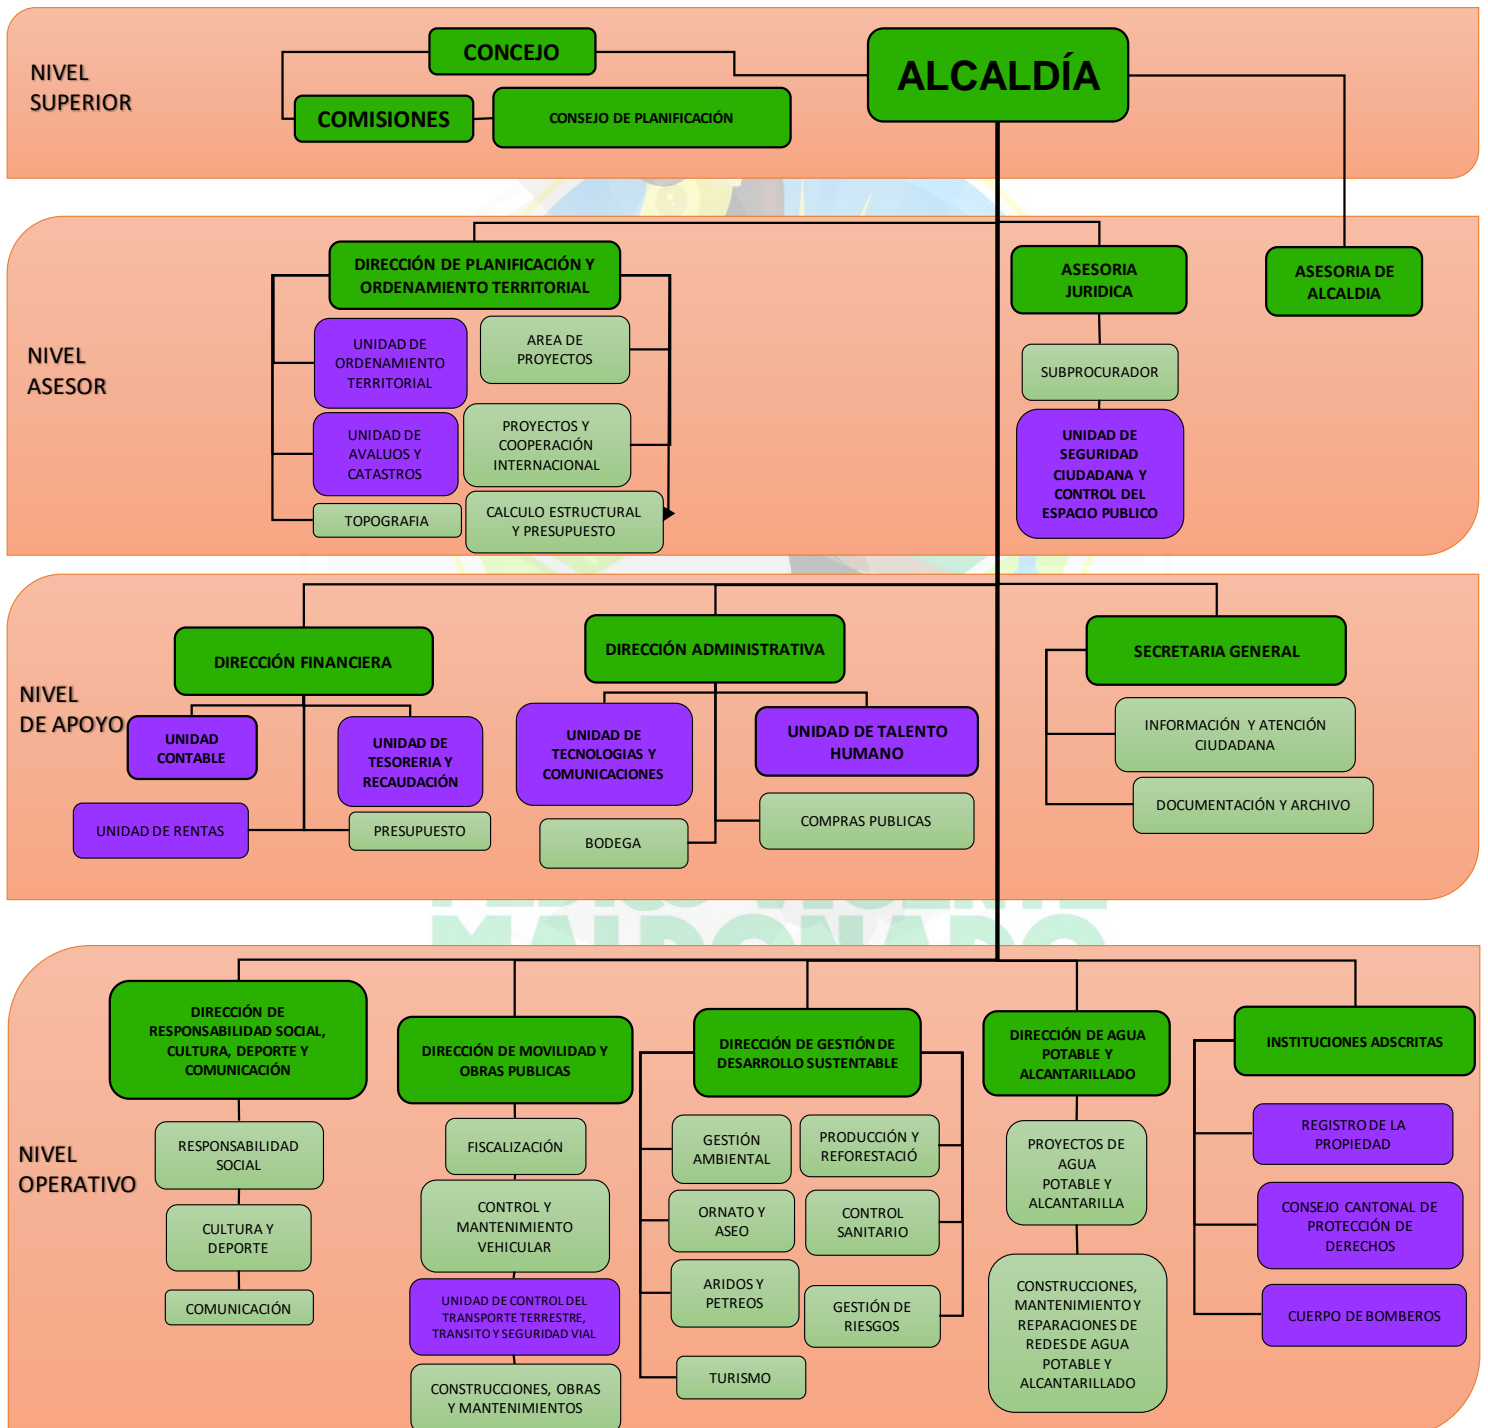 NIVEL
SUPERIOR
CONCEJO
ALCALDÍA
COMISIONES
CONSEJO DE PLANIFICACIÓN
NIVEL
ASESOR
DIRECCIÓN DE PLANIFICACIÓN Y
ORDENAMIENTO TERRITORIAL
UNIDAD DE
ORDENAMIENTO
TERRITORIAL
AREA DE
PROYECTOS
UNIDAD DE
AVALUOS Y
CATASTROS
PROYECTOS Y
COOPERACIÓN
INTERNACIONAL
TOPOGRAFIA
CALCULO ESTRUCTURAL
Y PRESUPUESTO
ASESORIA
JURIDICA
SUBPROCURADOR
UNIDAD DE
SEGURIDAD
CIUDADANA Y
CONTROL DEL
ESPACIO PUBLICO
ASESORIA DE
ALCALDIA
NIVEL
DE APOYO
DIRECCIÓN FINANCIERA
UNIDAD
CONTABLE
UNIDAD DE
TESORERIA Y
RECAUDACIÓN
UNIDAD DE RENTAS
PRESUPUESTO
DIRECCIÓN ADMINISTRATIVA
UNIDAD DE
TECNOLOGIAS Y
COMUNICACIONES
UNIDAD DE TALENTO
HUMANO
BODEGA
COMPRAS PUBLICAS
SECRETARIA GENERAL
INFORMACIÓN Y ATENCIÓN
CIUDADANA
DOCUMENTACIÓN Y ARCHIVO
PEDRO VICENTE
MALDONADO
NIVEL
OPERATIVO
DIRECCIÓN DE
RESPONSABILIDAD SOCIAL,
CULTURA, DEPORTE Y
COMUNICACIÓN
RESPONSABILIDAD
SOCIAL
CULTURA Y
DEPORTE
COMUNICACIÓN
DIRECCIÓN DE MOVILIDAD Y
OBRAS PUBLICAS
FISCALIZACIÓN
CONTROL Y
MANTENIMIENTO
VEHICULAR
UNIDAD DE CONTROL DEL
TRANSPORTE TERRESTRE,
TRANSITO Y SEGURIDAD VIAL
CONSTRUCCIONES, OBRAS
Y MANTENIMIENTOS
DIRECCIÓN DE GESTIÓN DE
DESARROLLO SUSTENTABLE
GESTIÓN
AMBIENTAL
PRODUCCIÓN Y
REFORESTACIÓ
ORNATO Y
ASEO
CONTROL
SANITARIO
ARIDOS Y
PETREOS
GESTIÓN DE
RIESGOS
TURISMO
DIRECCIÓN DE AGUA
POTABLE Y
ALCANTARILLADO
PROYECTOS DE
AGUA
POTABLE Y
ALCANTARILLA
CONSTRUCCIONES,
MANTENIMIENTO Y
REPARACIONES DE
REDES DE AGUA
POTABLE Y
ALCANTARILLADO
INSTITUCIONES ADSCRITAS
REGISTRO DE LA
PROPIEDAD
CONSEJO CANTONAL DE
PROTECCIÓN DE
DERECHOS
CUERPO DE BOMBEROS